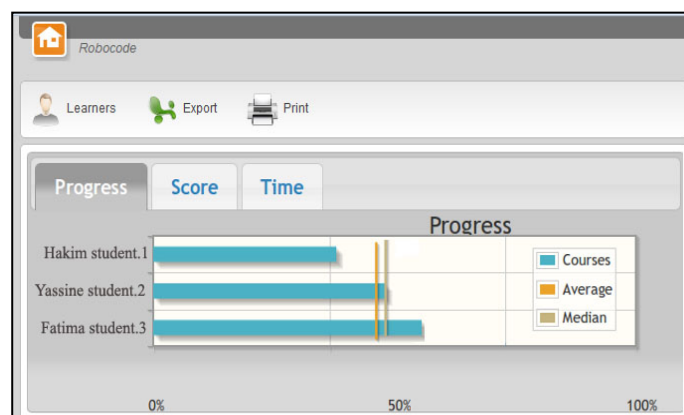 Robocode
Learners Export Print
Progress Score Time
Progress
Hakim student.1
Yassine student.2
Fatima student.3
Courses
Average
Median
0% 50% 100%